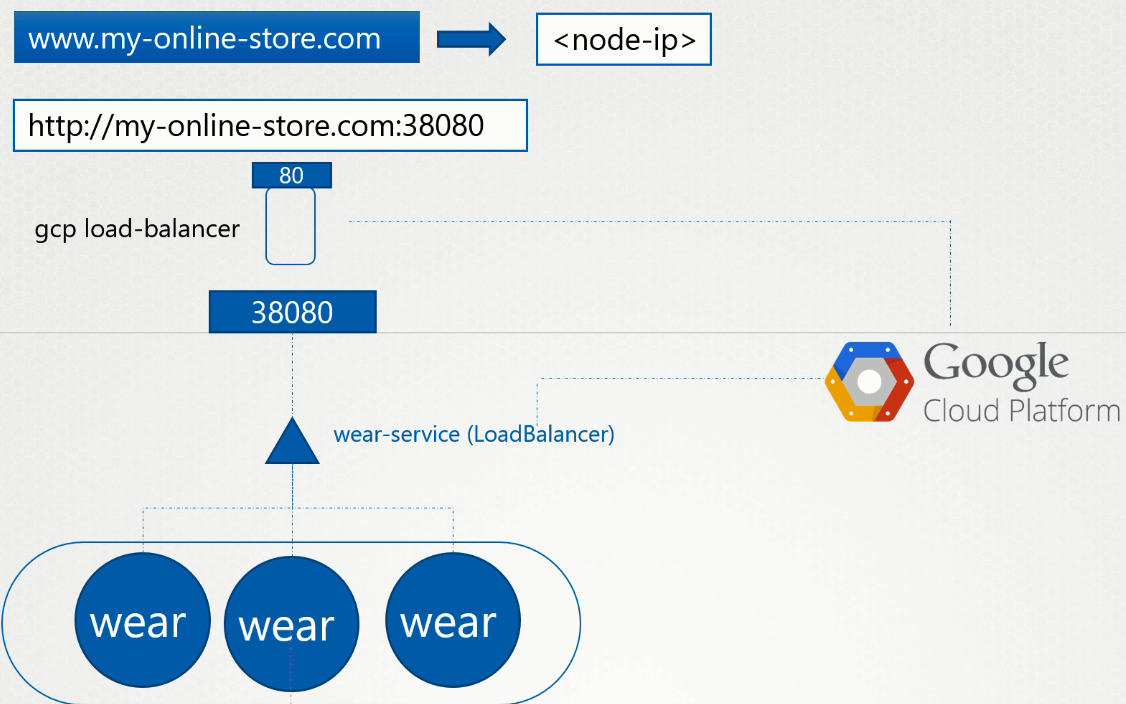 www.my-online-store.com
<node-ip>
http://my-online-store.com:38080
80
gcp load-balancer
38080
Google
Cloud Platform
wear-service (LoadBalancer)
wear
wear
wear